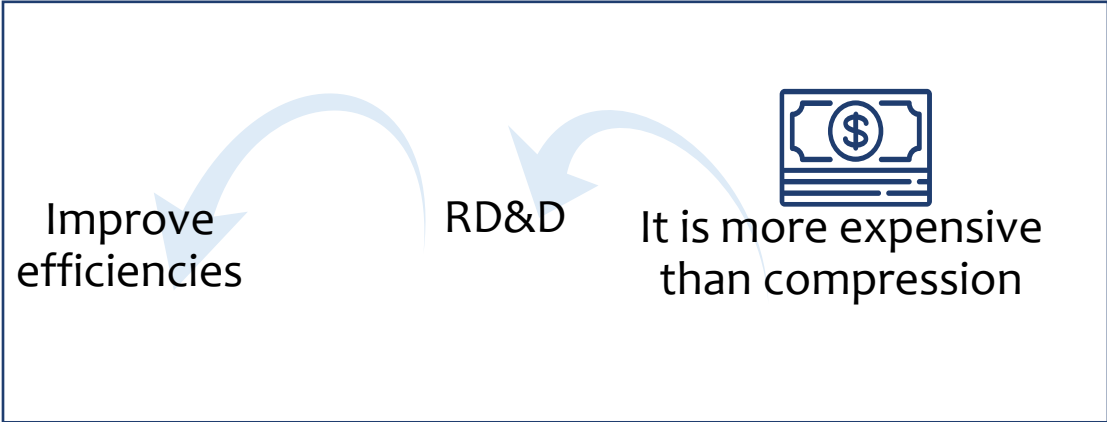 Improve
efficiencies
RD&D
It is more expensive
than compression
$